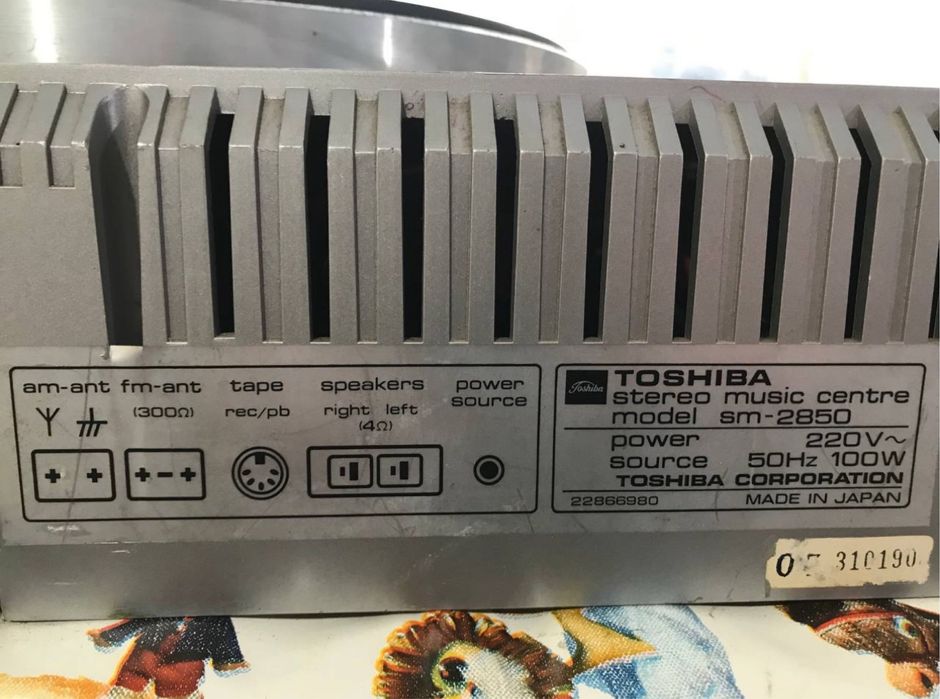 am-ant fm-ant tape speakers power source
(300Ω) rec/pb right left
(4Ω)
Toshiba
TOSHIBA
stereo music centre
model sm-2850
power source 220V~
50Hz 100W
TOSHIBA CORPORATION
22866980 MADE IN JAPAN
310190